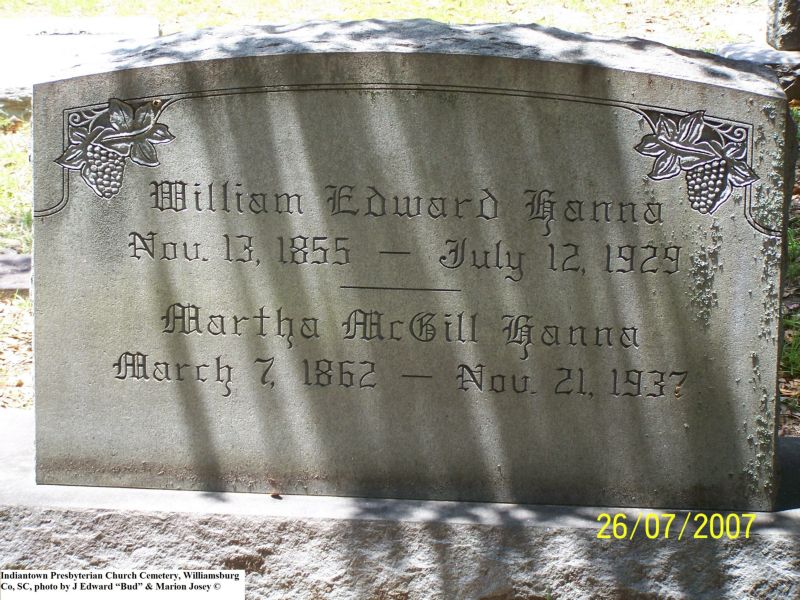 William Edward Hanna
Nov. 13, 1855 — July 12, 1929
Martha McGill Hanna
March 7, 1862 — Nov. 21, 1937
26/07/2007
Indiantown Presbyterian Church Cemetery, Williamsburg
Co, SC, photo by J Edward “Bud” & Marion Josey ©